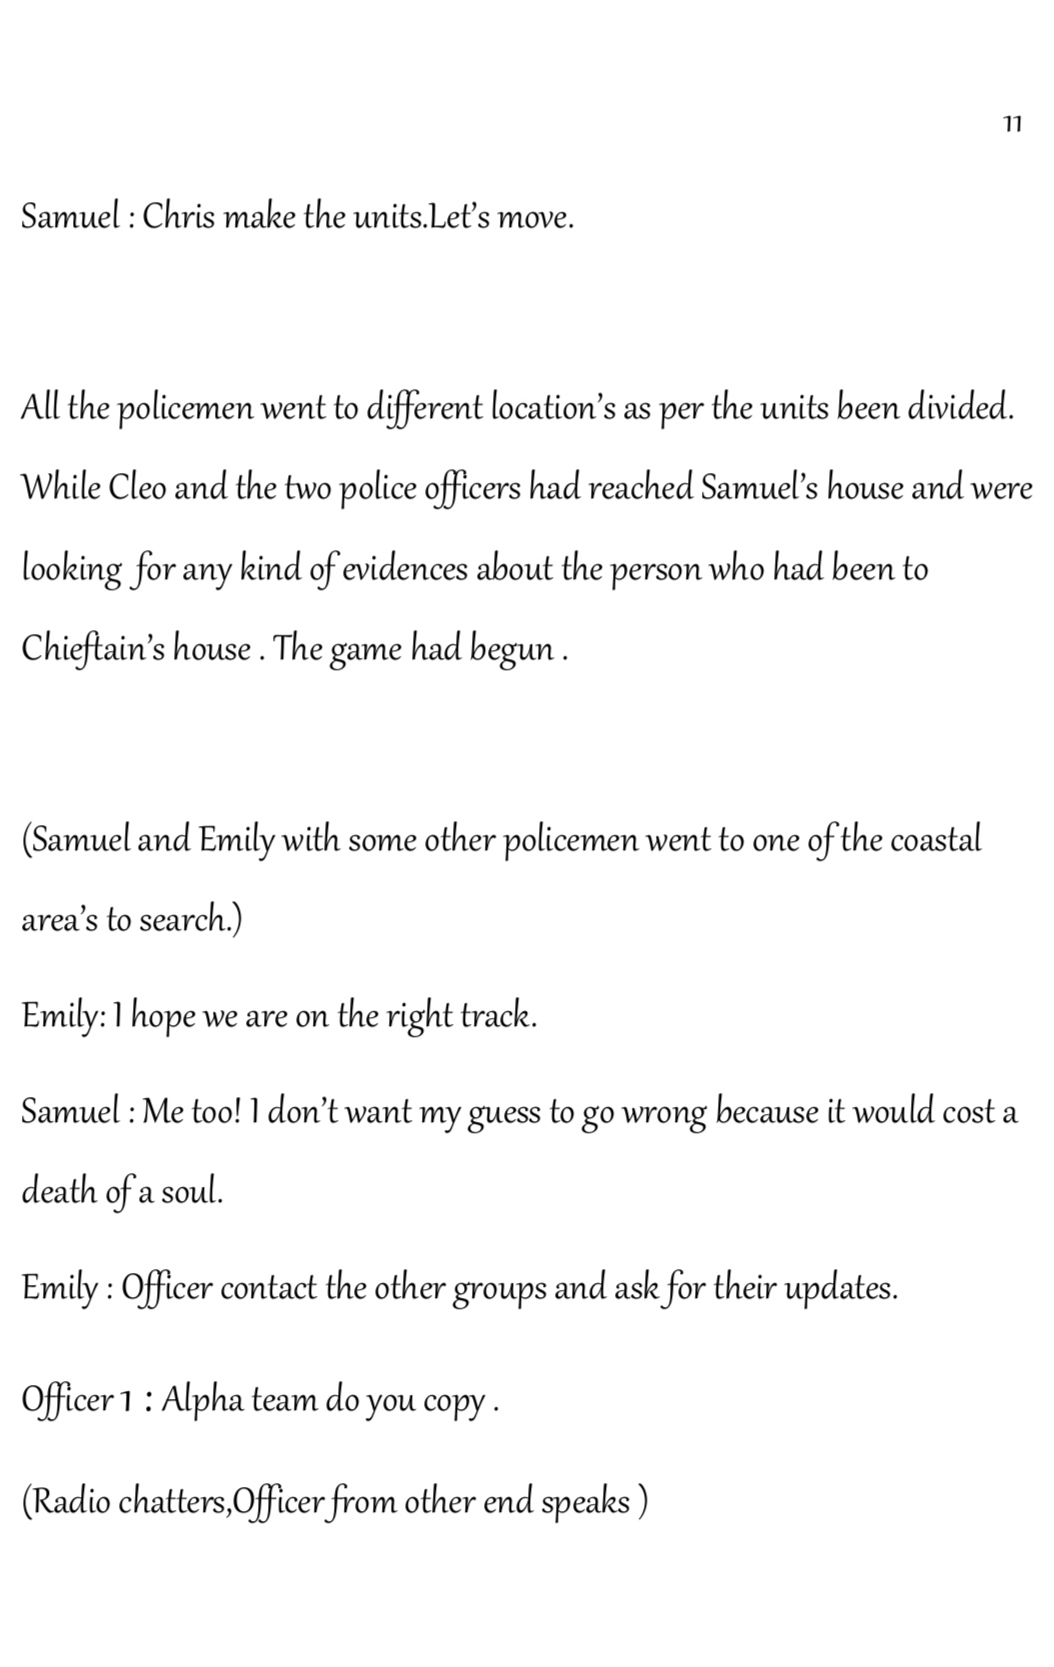 11
Samuel : Chris make the units.Let's move.
All the policemen went to different location's as per the units been divided.
While Cleo and the two police officers had reached Samuel's house and were
looking for any kind of evidences about the person who had been to
Chieftain's house . The game had begun .
(Samuel and Emily with some other policemen went to one of the coastal
area's to search.)
Emily: I hope we are on the right track.
Samuel : Me too! I don't want my guess to go wrong because it would cost a
death of a soul.
Emily : Officer contact the other groups and ask for their updates.
Officer 1 : Alpha team do you copy .
(Radio chatters,Officer from other end speaks )